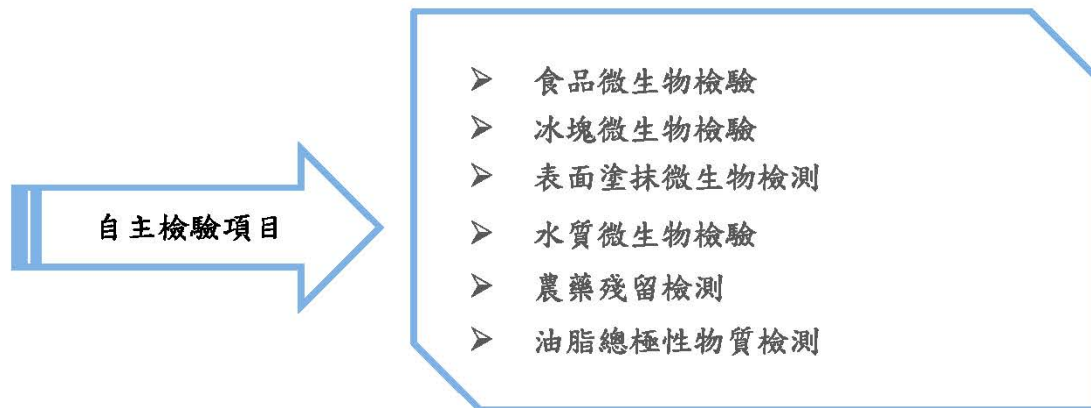 自主檢驗項目
➢ 食品微生物檢驗
➢ 冰塊微生物檢驗
➢ 表面塗抹微生物檢測
➢ 水質微生物檢驗
➢ 農藥殘留檢測
➢ 油脂總極性物質檢測